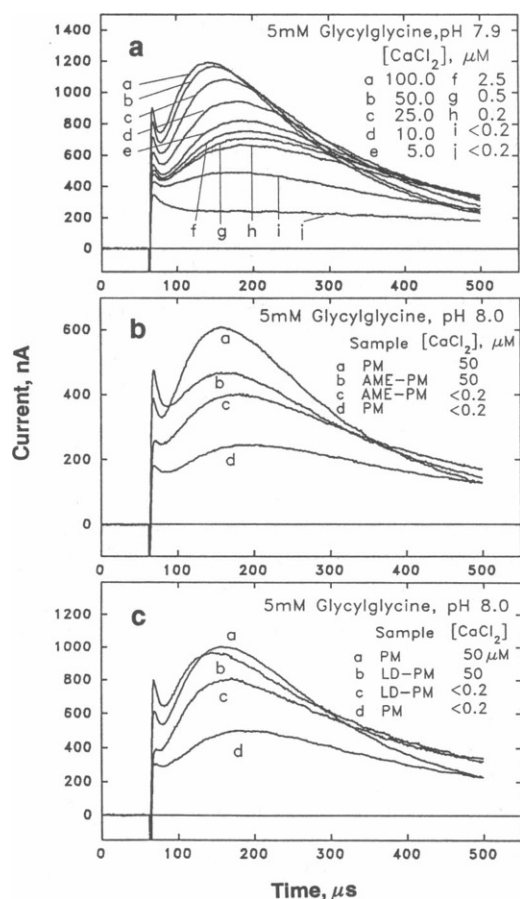 a
5mM Glycylglycine,pH 7.9
[CaCl2], μM
a 100.0 f 2.5
b 50.0 g 0.5
c 25.0 h 0.2
d 10.0 i <0.2
e 5.0 j <0.2
1400
1200
1000
800
600
400
200
0
a
b
c
d
e
f g h i j
0 100 200 300 400 500
b
5mM Glycylglycine, pH 8.0
Sample [CaCl2], μM
a PM 50
b AME-PM 50
c AME-PM <0.2
d PM <0.2
600
400
200
0
a
b
c
d
0 100 200 300 400 500
Current, nA
c
5mM Glycylglycine, pH 8.0
Sample [CaCl2]
a PM 50 μM
b LD-PM 50
c LD-PM <0.2
d PM <0.2
1200
1000
800
600
400
200
0
a
b
c
d
0 100 200 300 400 500
Time, μs